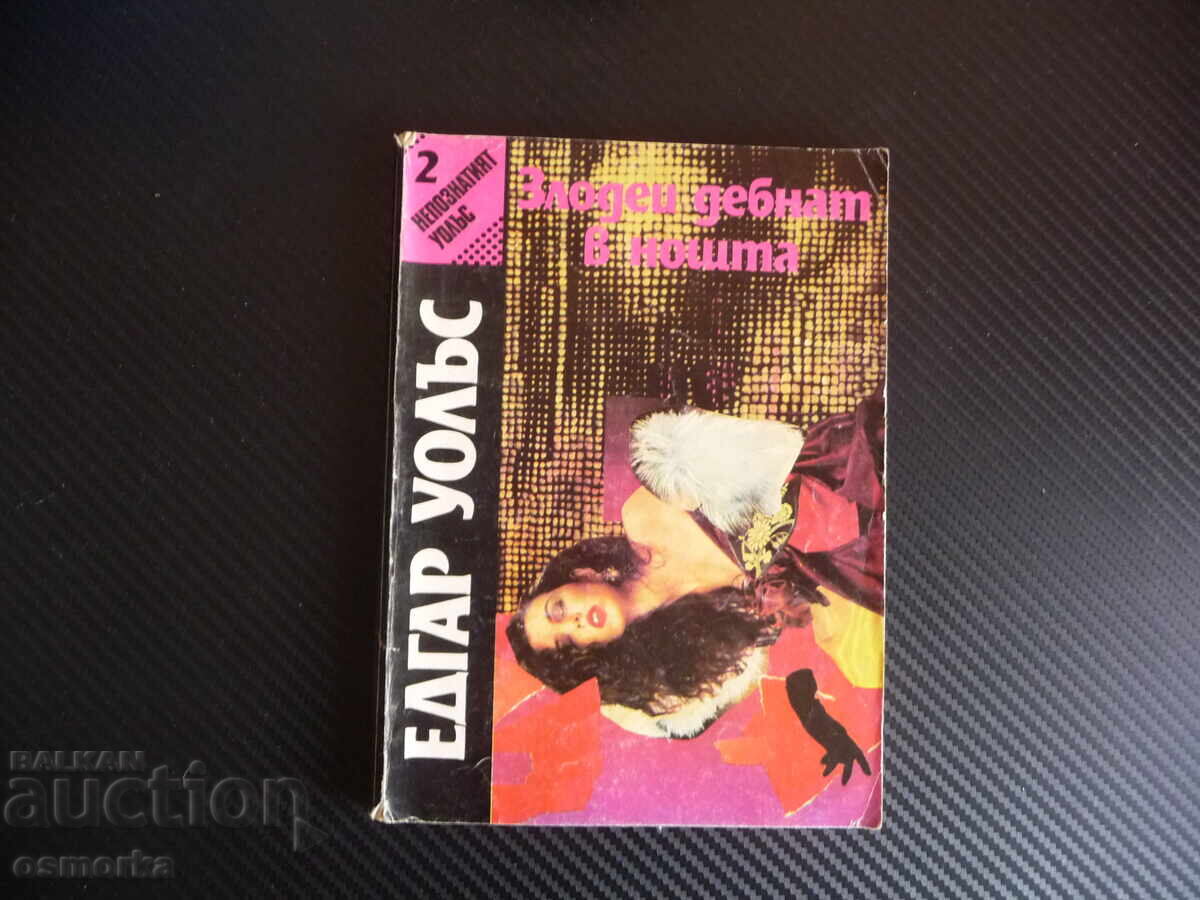 2
НЕПОЗНАТИЯТ
УОЛЪС
Злодеи дебнат
в нощта
ЕДГАР УОЛЪС
BALKAN
auction
osmorka